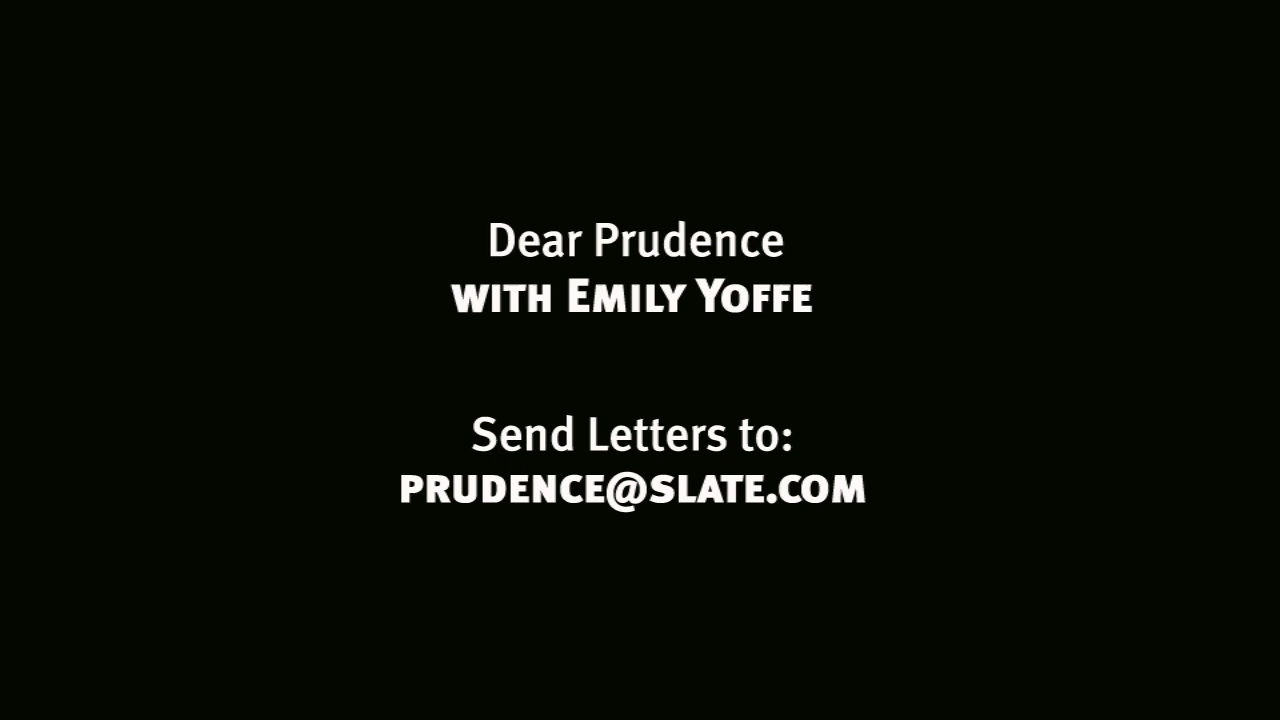 Dear Prudence
with Emily Yoffe
Send Letters to:
prudence@slate.com